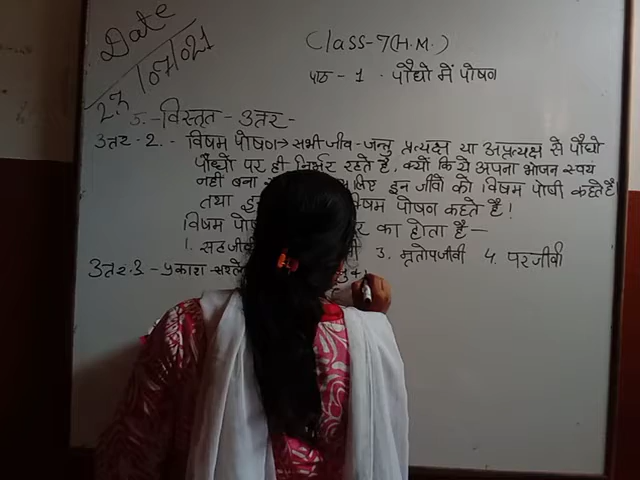 Date
27/07/21
Class-7(H.M.)
पाठ - 1 . पौधो में पोषण
5.-विस्तृत - उत्तर -
उत्तर-2. - विषम पोषण→ सभी जीव-जन्तु प्रत्यक्ष या अप्रत्यक्ष से पौधो
पौधो पर ही निर्भर रहते है, क्यों कि ये अपना भोजन स्वयं
नही बना लिए इन जीवो को विषम पोषी कहते है।
तथा विषम पोषण कहते है!
विषम पोष का होता है—
1. सहजीवी 3. मृतोपजीवी 4. परजीवी
उत्तर.3 - प्रकाश-संश्ले